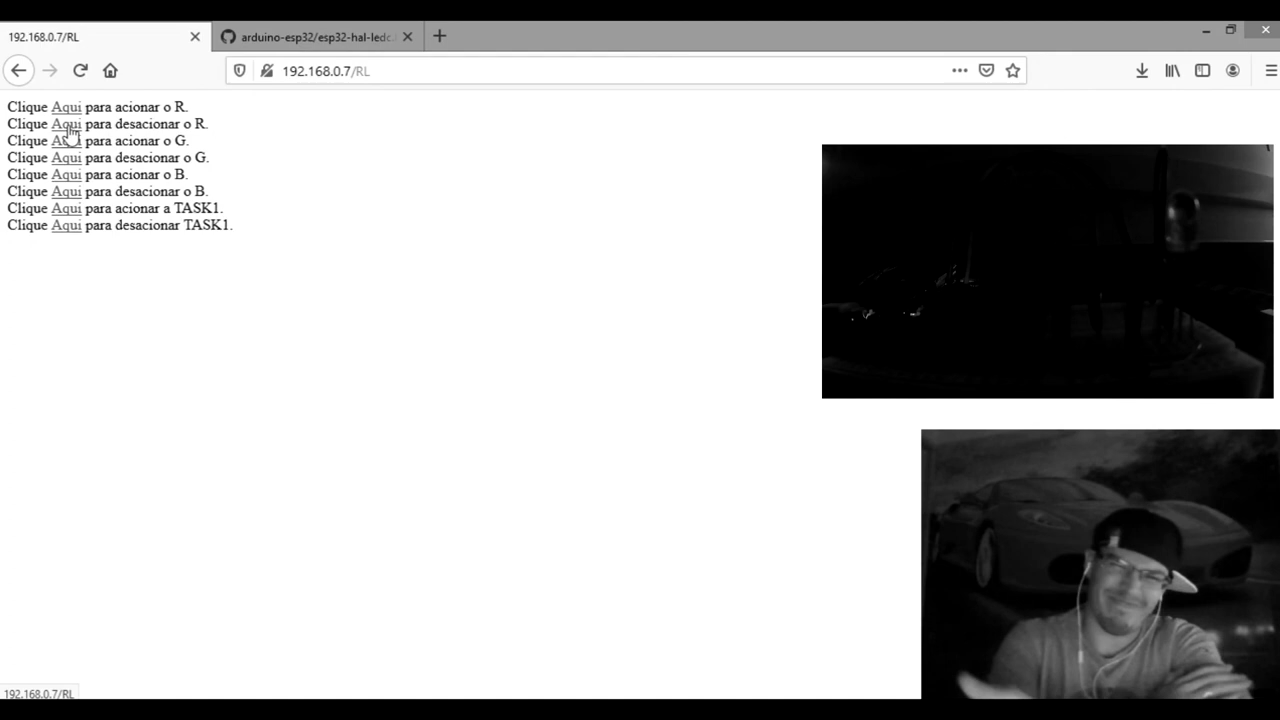 192.168.0.7/RL
arduino-esp32/esp32-hal-ledc.
192.168.0.7/RL
Clique Aqui para acionar o R.
Clique Aqui para desacionar o R.
Clique Aqui para acionar o G.
Clique Aqui para desacionar o G.
Clique Aqui para acionar o B.
Clique Aqui para desacionar o B.
Clique Aqui para acionar a TASK1.
Clique Aqui para desacionar TASK1.
192.168.0.7/RL